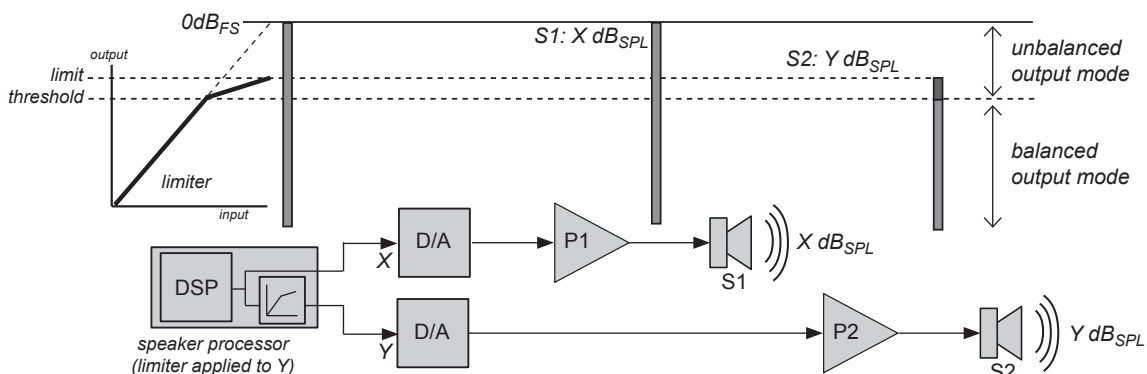 0dBFS
output
limit
threshold
limiter
input
S1: X dBSPL
S2: Y dBSPL
unbalanced
output mode
balanced
output mode
DSP
X
D/A
P1
S1
X dBSPL
Y
D/A
P2
S2
Y dBSPL
speaker processor
(limiter applied to Y)